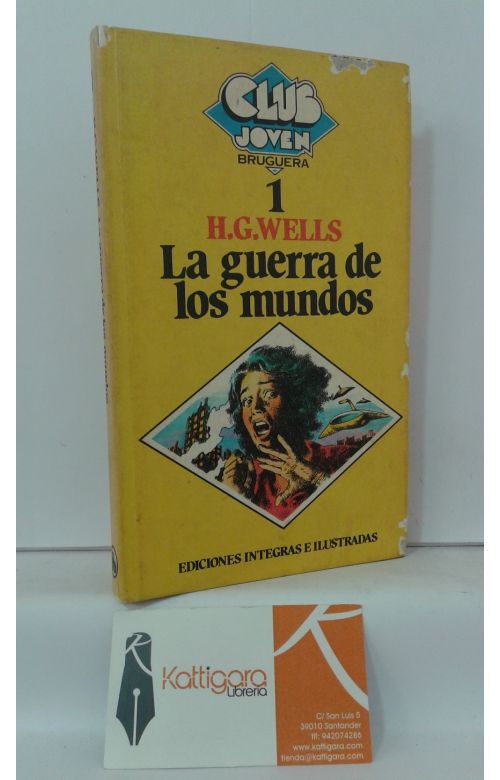 CLUB
JOVEN
BRUGUERA
1
H.G.WELLS
La guerra de
los mundos
EDICIONES INTEGRAS E ILUSTRADAS
Kattigara
Librería
C/ San Luis 5
39010 Santander
tlf: 942074286
www.kattigara.com
tienda@kattigara.com